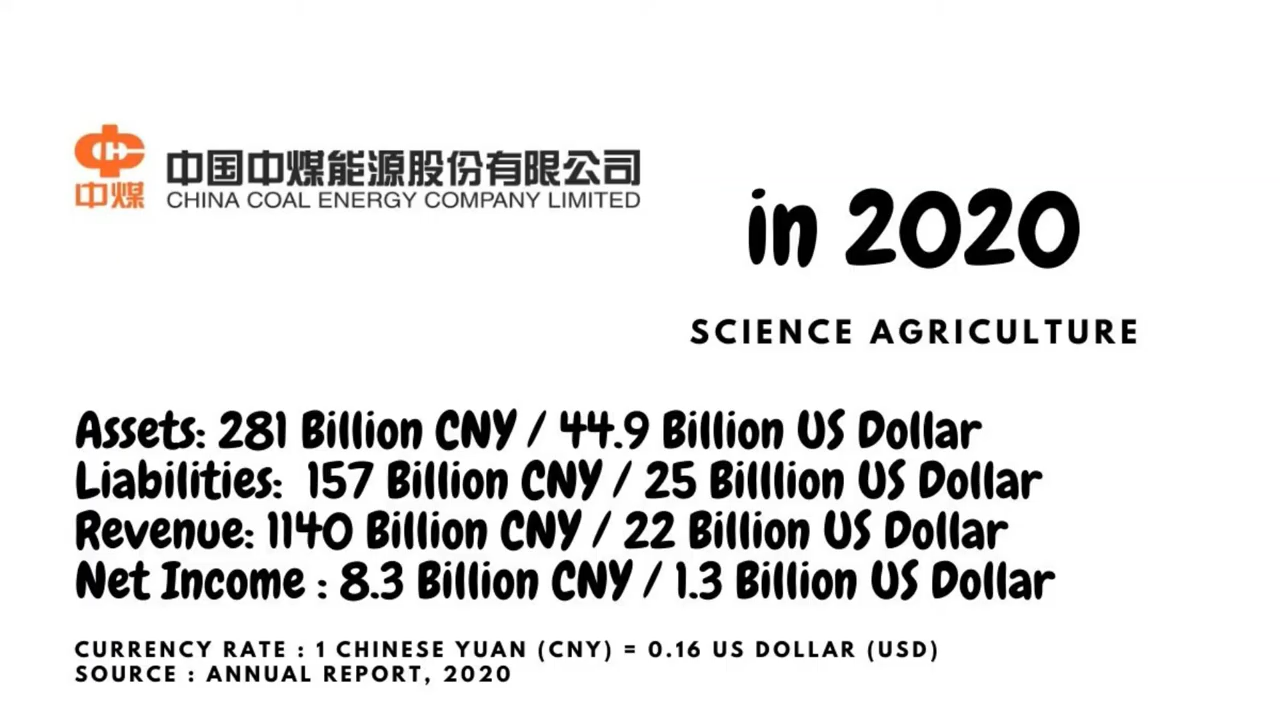 中煤
中国中煤能源股份有限公司
CHINA COAL ENERGY COMPANY LIMITED
in 2020
SCIENCE AGRICULTURE
Assets: 281 Billion CNY / 44.9 Billion US Dollar
Liabilities: 157 Billion CNY / 25 Billlion US Dollar
Revenue: 1140 Billion CNY / 22 Billion US Dollar
Net Income : 8.3 Billion CNY / 1.3 Billion US Dollar
CURRENCY RATE : 1 CHINESE YUAN (CNY) = 0.16 US DOLLAR (USD)
SOURCE : ANNUAL REPORT, 2020